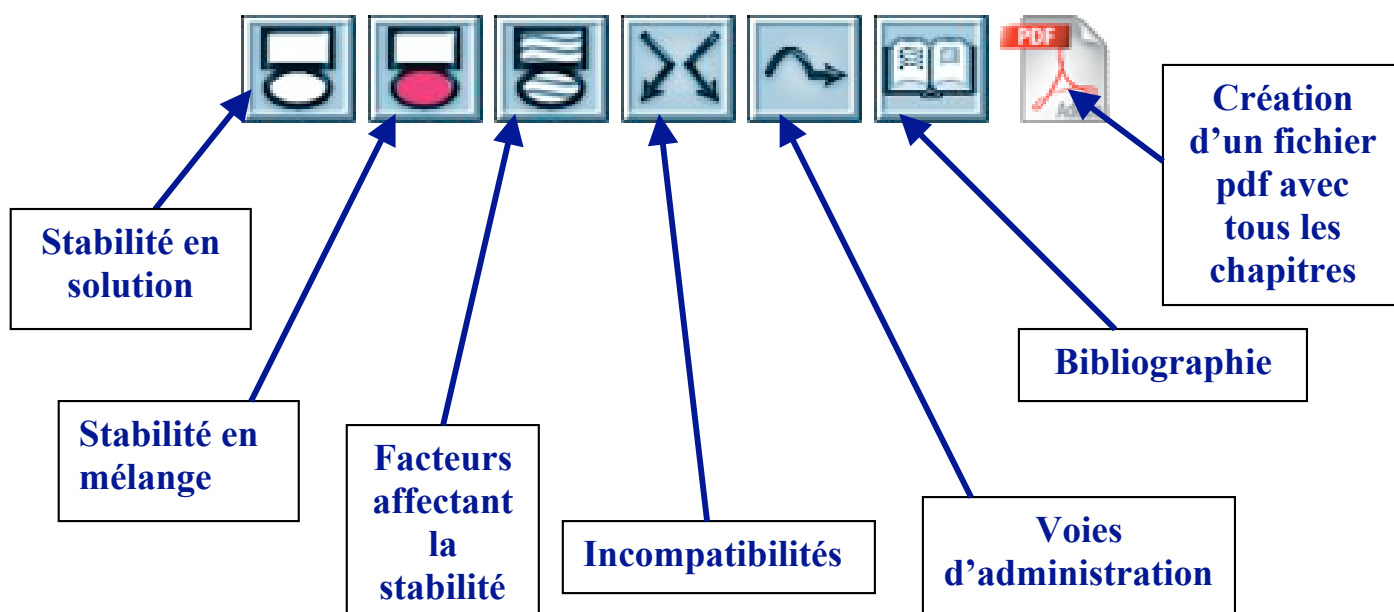 PDF
Création
d’un fichier
pdf avec
tous les
chapitres
Stabilité en
solution
Bibliographie
Stabilité en
mélange
Facteurs
affectant
la
stabilité
Incompatibilités
Voies
d’administration